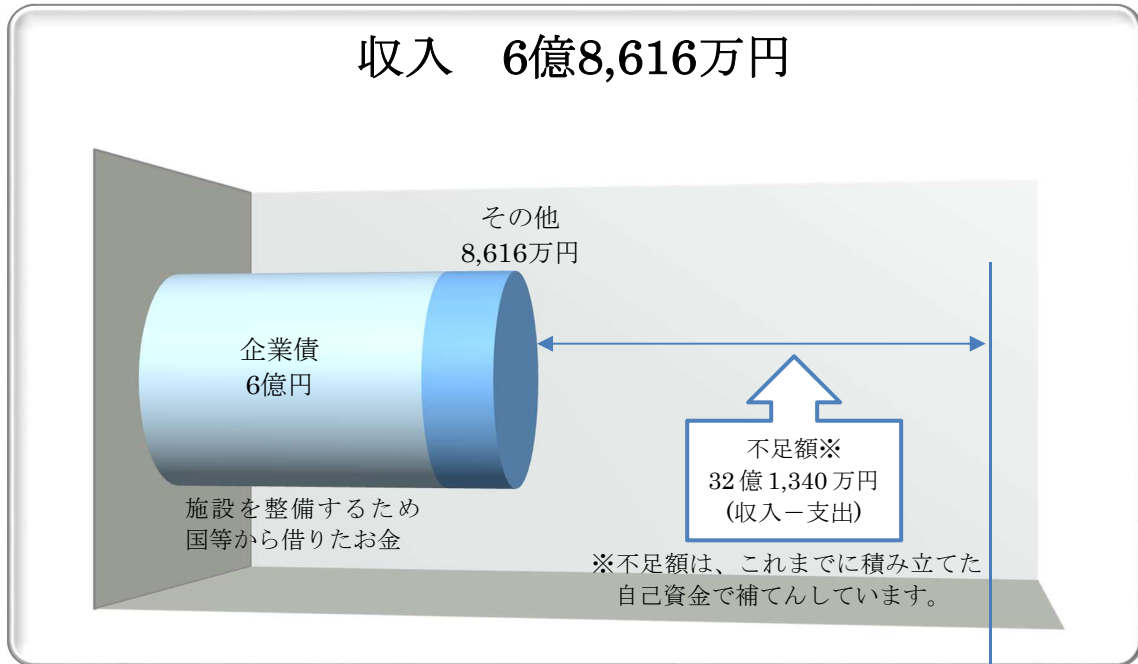 収入　6億8,616万円
その他
8,616万円
企業債
6億円
施設を整備するため
国等から借りたお金
不足額※
32億1,340万円
(収入－支出)
※不足額は、これまでに積み立てた
自己資金で補てんしています。